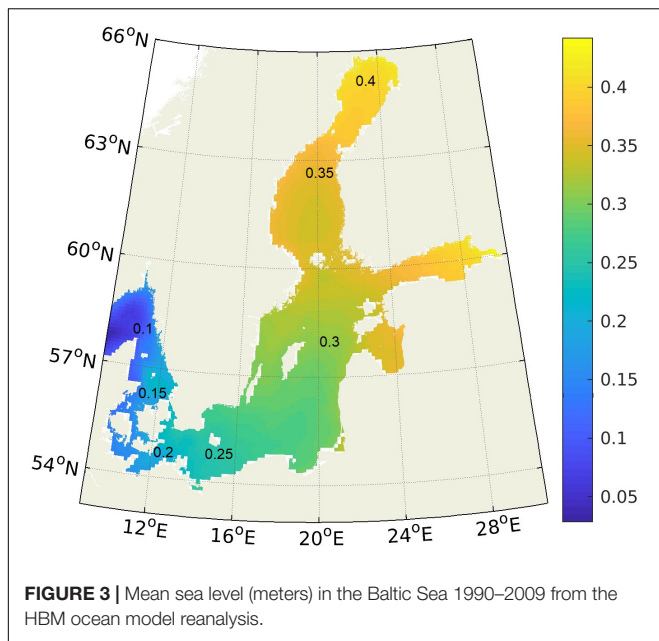 66°N
63°N
60°N
57°N
54°N
0.4
0.35
0.3
0.1
0.15
0.2
0.25
12°E 16°E 20°E 24°E 28°E
0.4
0.35
0.3
0.25
0.2
0.15
0.1
0.05
FIGURE 3 | Mean sea level (meters) in the Baltic Sea 1990–2009 from the
HBM ocean model reanalysis.